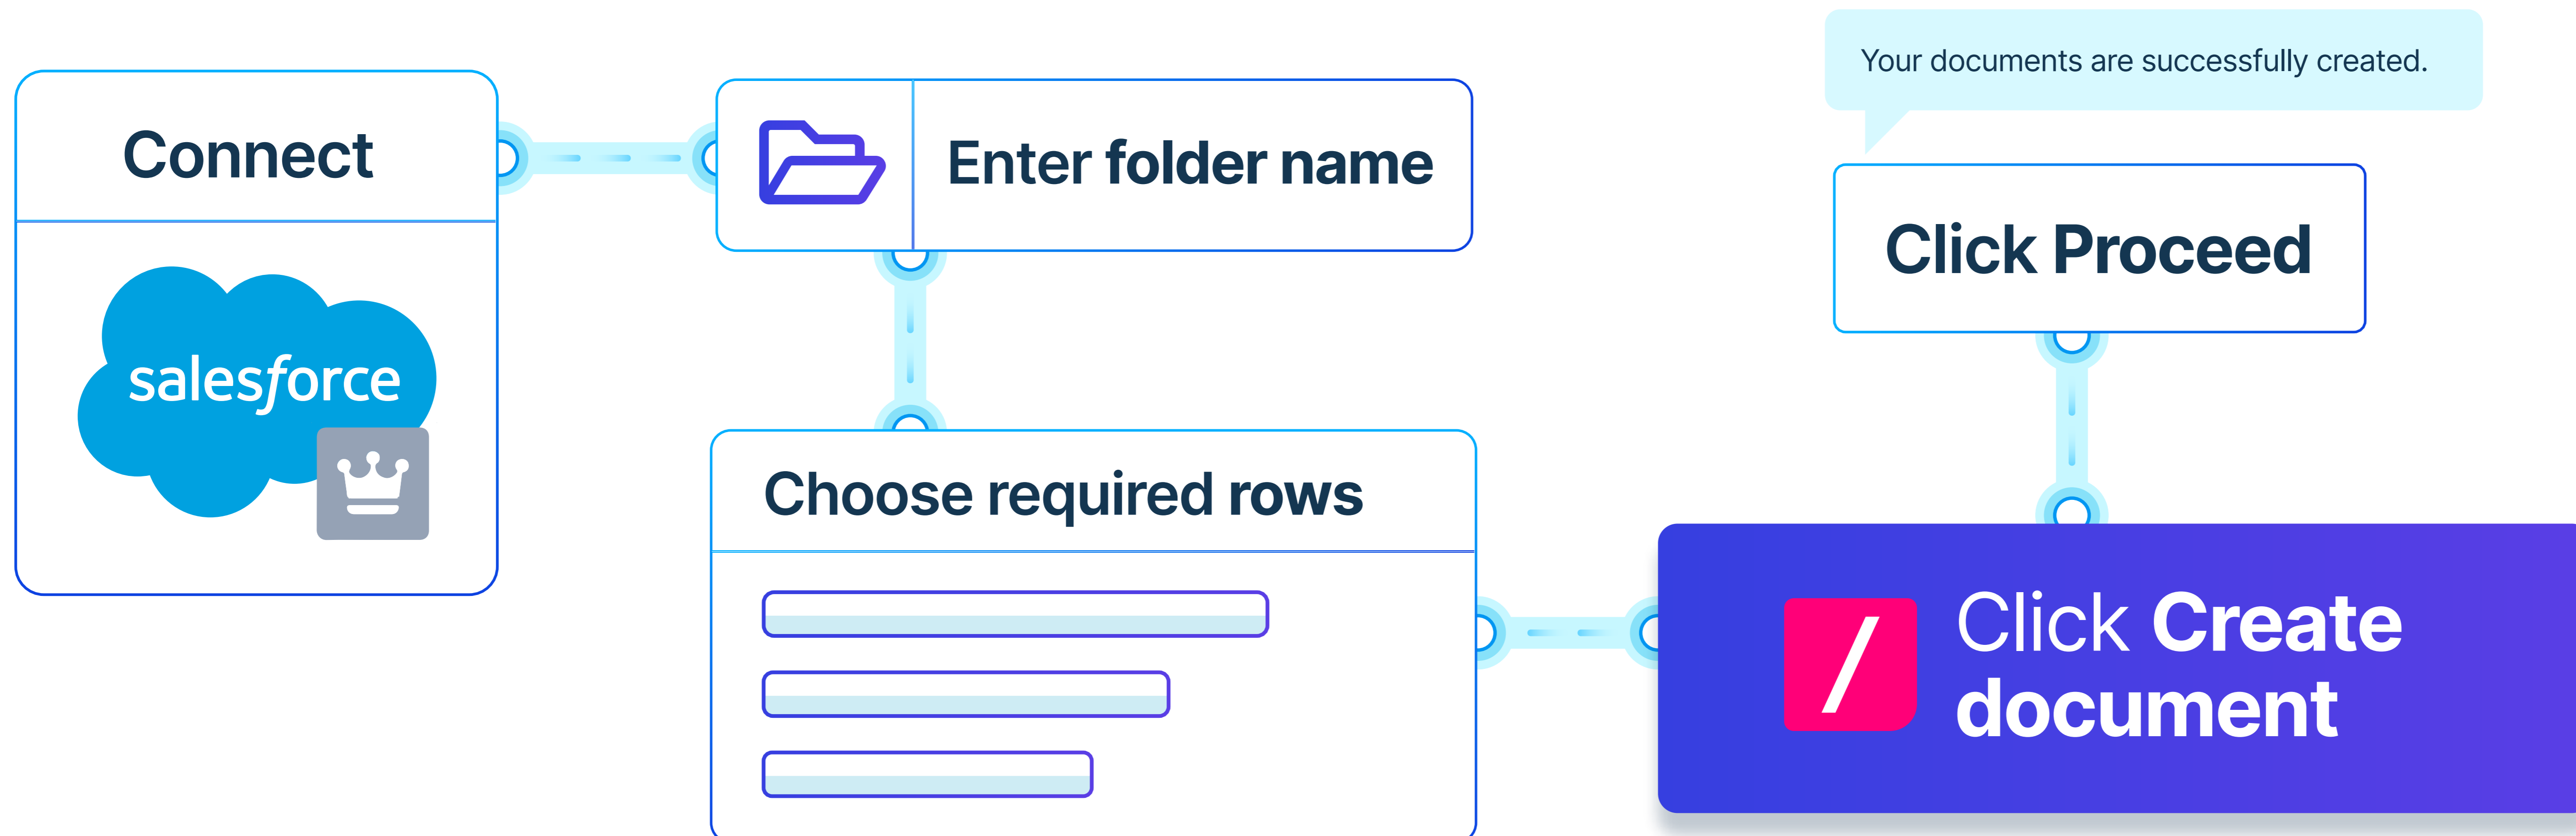 Connect
salesforce
Enter folder name
Choose required rows
Click Create
document
Click Proceed
Your documents are successfully created.